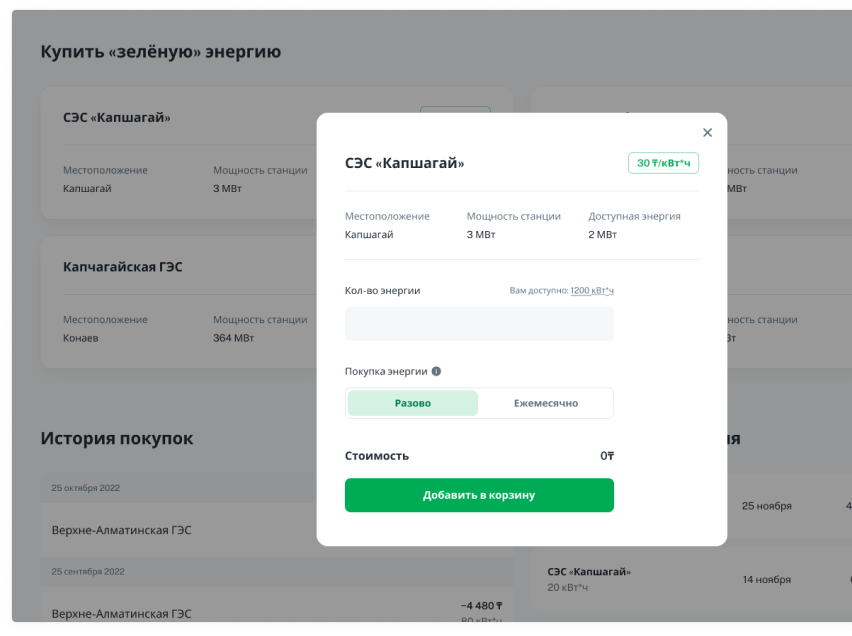 Купить «зелёную» энергию
СЭС «Капшагай»
Местоположение
Мощность станции
Капшагай
3 МВт
Капчагайская ГЭС
Местоположение
Мощность станции
Конаев
364 МВт
СЭС «Капшагай»
30 ₸/кВт*ч
Местоположение
Мощность станции
Доступная энергия
Капшагай
3 МВт
2 МВт
Кол-во энергии
Вам доступно: 1200 кВт*ч
Покупка энергии
Разово
Ежемесячно
Стоимость
0₸
Добавить в корзину
станции
МВт
станции
История покупок
25 октября 2022
Верхне-Алматинская ГЭС
25 сентября 2022
Верхне-Алматинская ГЭС
−4 480 ₸
80 кВт*ч
25 ноября
4
СЭС «Капшагай»
20 кВт*ч
14 ноября